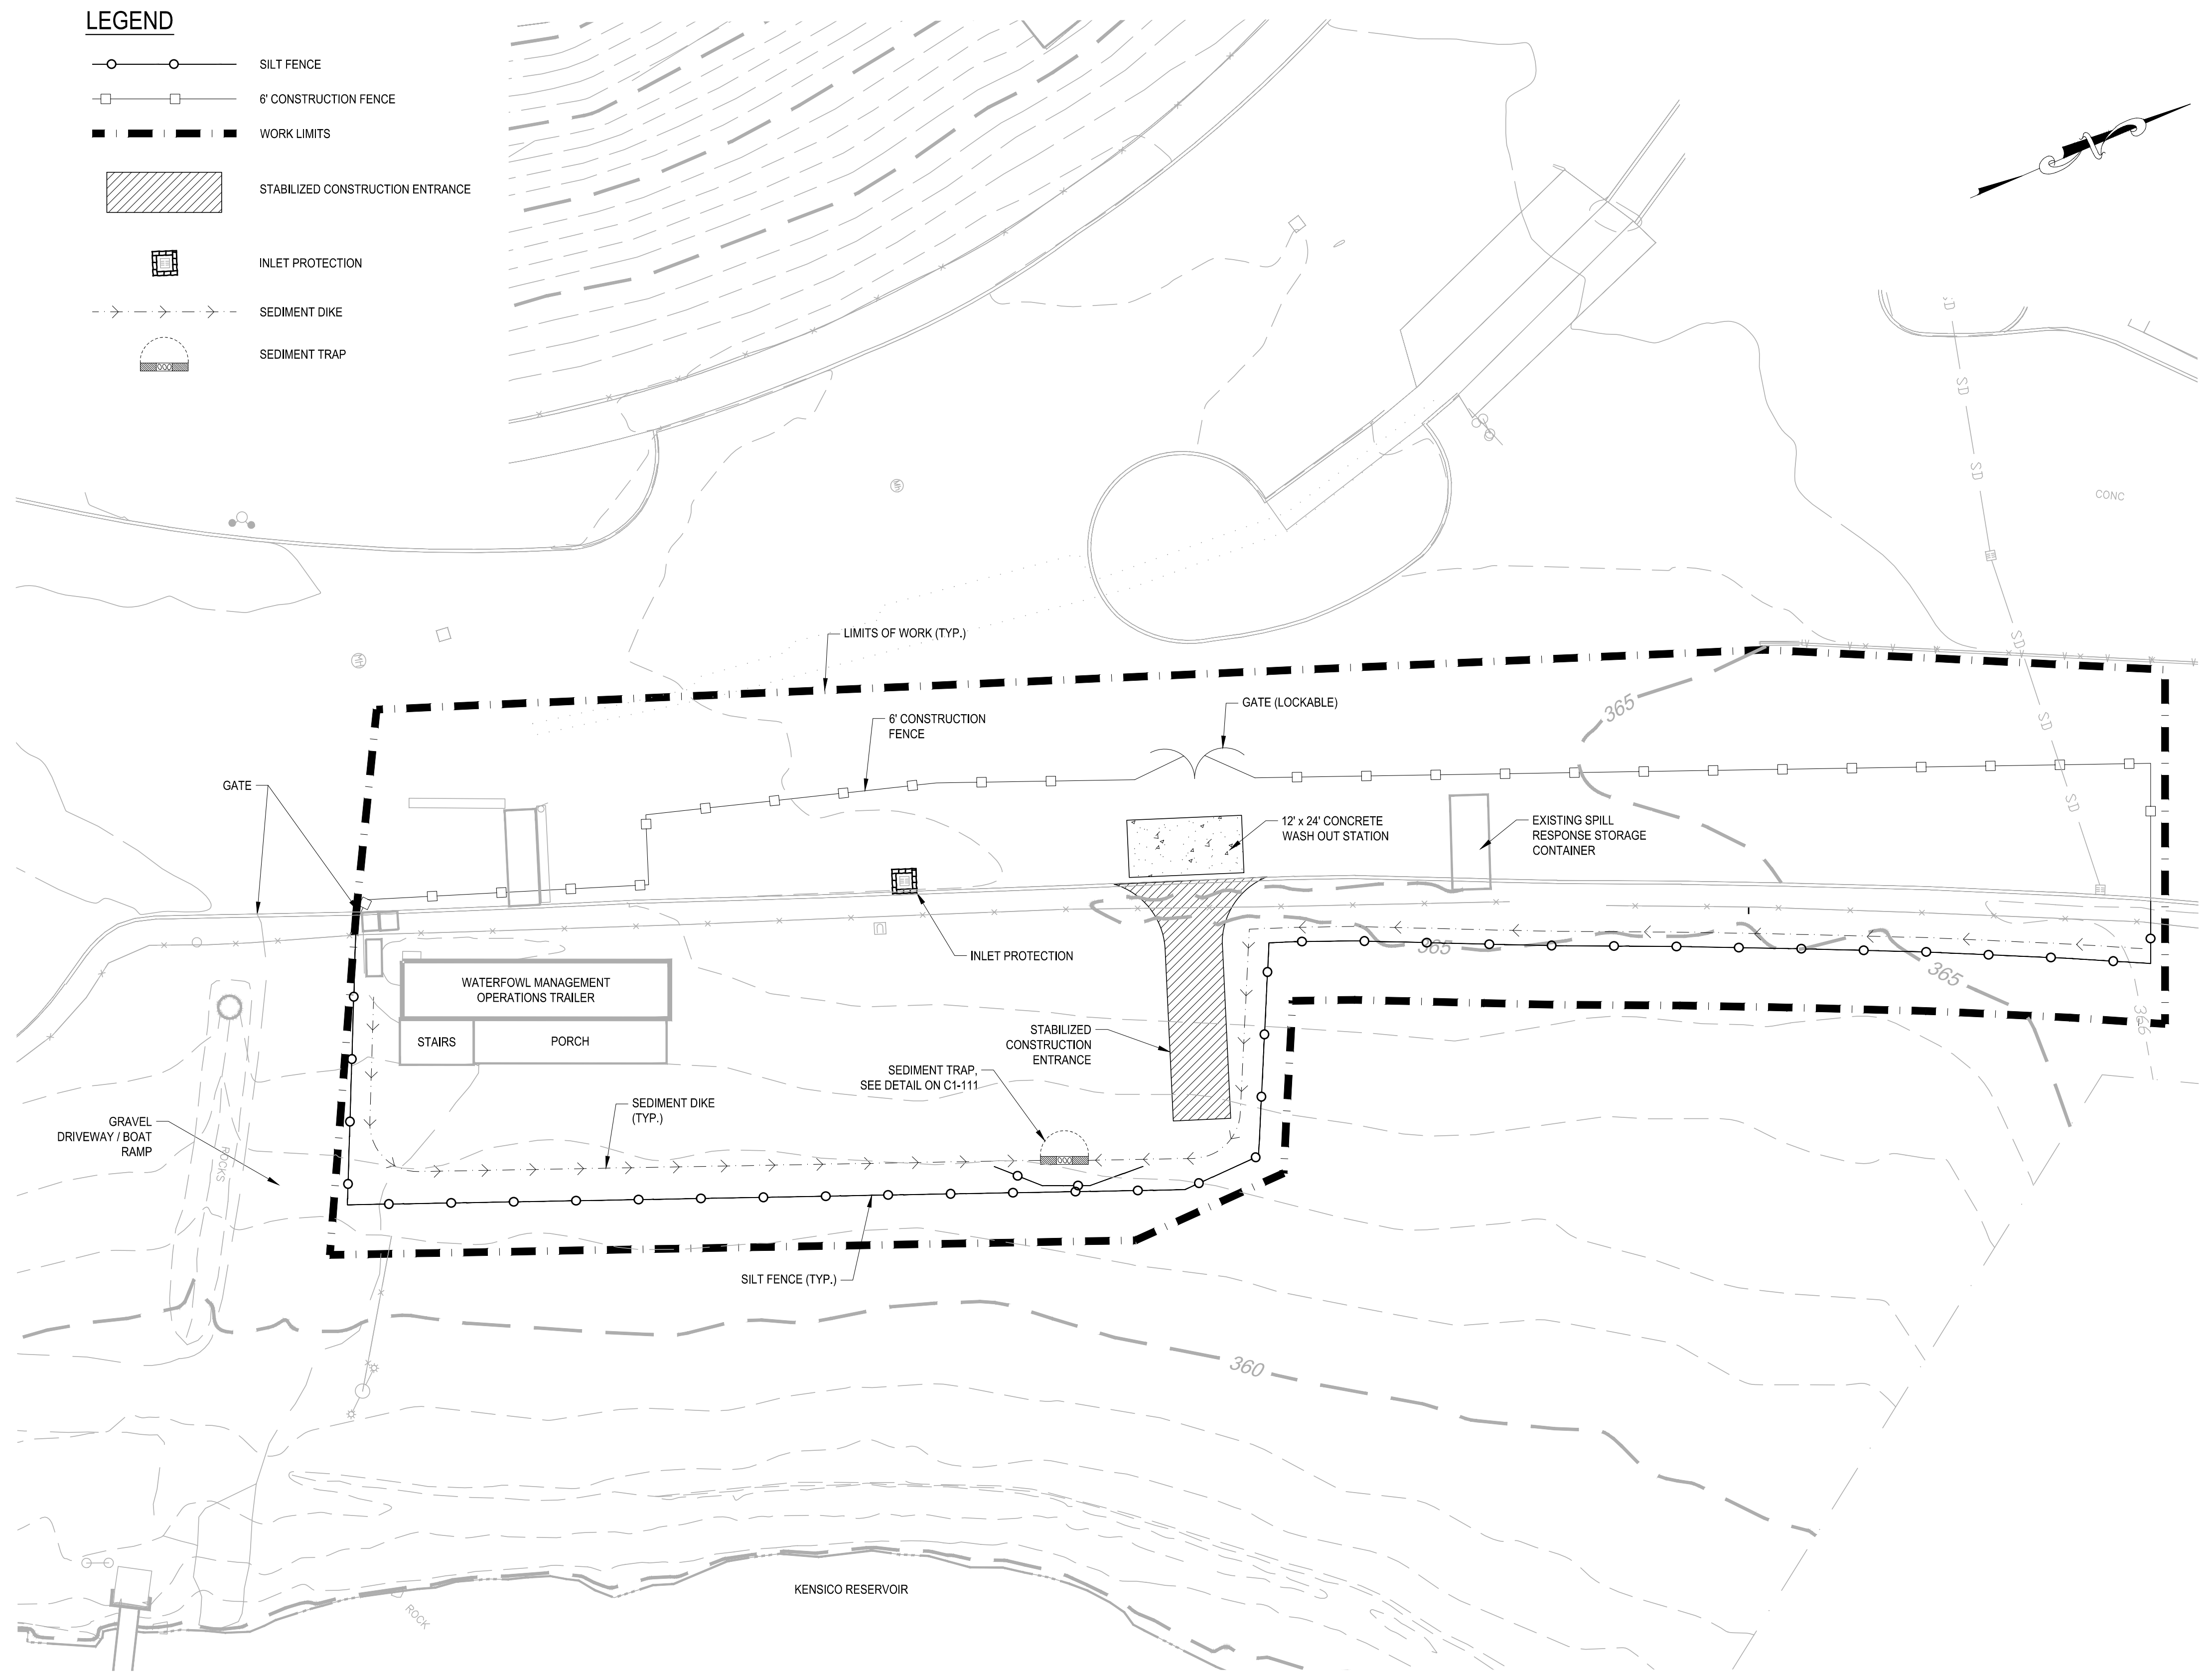 LEGEND
SILT FENCE
6' CONSTRUCTION FENCE
WORK LIMITS
STABILIZED CONSTRUCTION ENTRANCE
INLET PROTECTION
SEDIMENT DIKE
SEDIMENT TRAP
N
SD
SD
SD
CONC
SD
SD
SD
MH
MH
LIMITS OF WORK (TYP.)
GATE (LOCKABLE)
365
6' CONSTRUCTION
FENCE
GATE
12' x 24' CONCRETE
WASH OUT STATION
EXISTING SPILL
RESPONSE STORAGE
CONTAINER
INLET PROTECTION
365
365
366
WATERFOWL MANAGEMENT
OPERATIONS TRAILER
STAIRS
PORCH
STABILIZED
CONSTRUCTION
ENTRANCE
SEDIMENT TRAP,
SEE DETAIL ON C1-111
SEDIMENT DIKE
(TYP.)
GRAVEL
DRIVEWAY / BOAT
RAMP
ROCKS
SILT FENCE (TYP.)
360
KENSICO RESERVOIR
ROCK